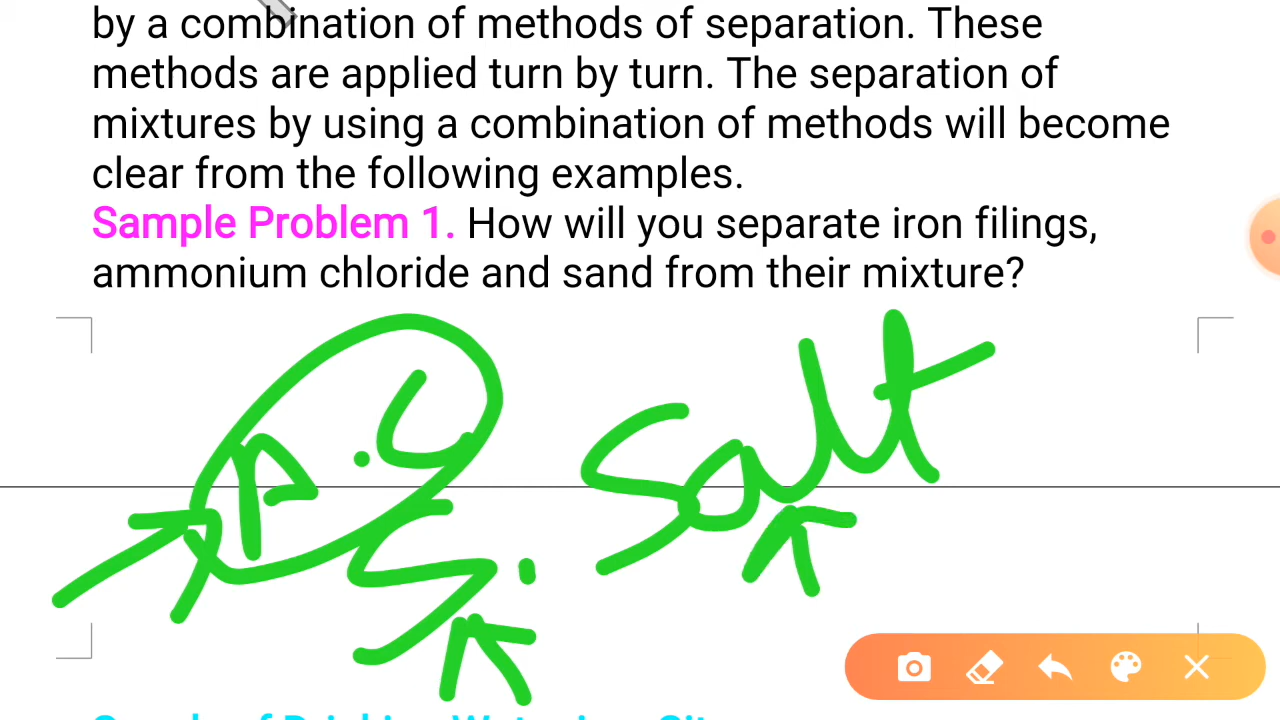 by a combination of methods of separation. These
methods are applied turn by turn. The separation of
mixtures by using a combination of methods will become
clear from the following examples.
Sample Problem 1. How will you separate iron filings,
ammonium chloride and sand from their mixture?
A.C Salt
S.